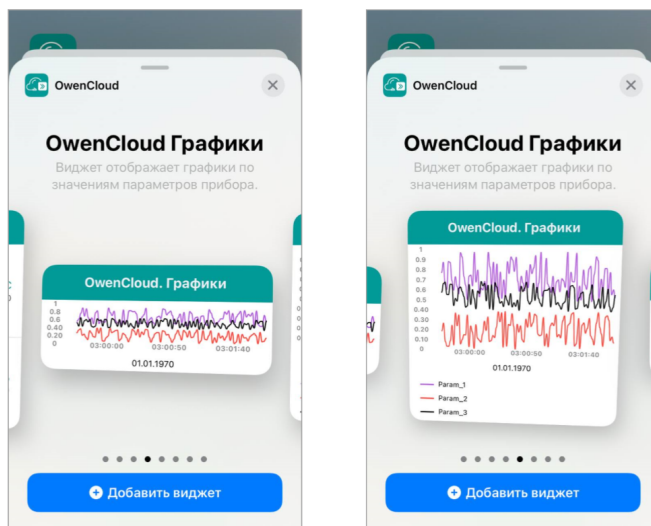 OwenCloud
OwenCloud Графики
Виджет отображает графики по
значениям параметров прибора.
OwenCloud. Графики
1
0.8
0.6
0.40
0.20
0
03:00:00
03:00:50
03:01:40
01.01.1970
Добавить виджет
OwenCloud
OwenCloud Графики
Виджет отображает графики по
значениям параметров прибора.
OwenCloud. Графики
1
0.9
0.8
0.7
0.6
0.5
0.40
0.30
0.20
0.10
0
03:00:00
03:00:50
03:01:40
01.01.1970
Param_1
Param_2
Param_3
Добавить виджет